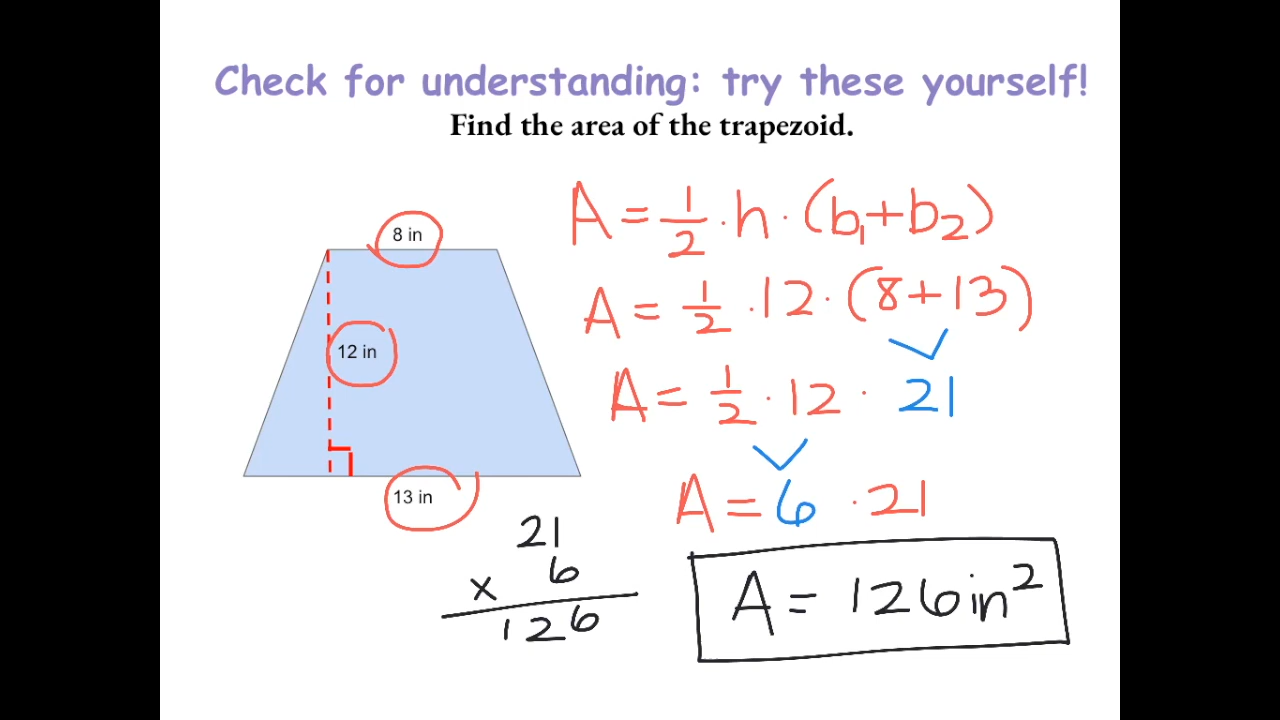 Check for understanding: try these yourself!
Find the area of the trapezoid.
8 in
12 in
13 in
A = 1/2 · h · (b₁+b₂)
A = 1/2 · 12 · (8+13)
A = 1/2 · 12 · 21
A = 6 · 21
21
x 6
126
A = 126 in²